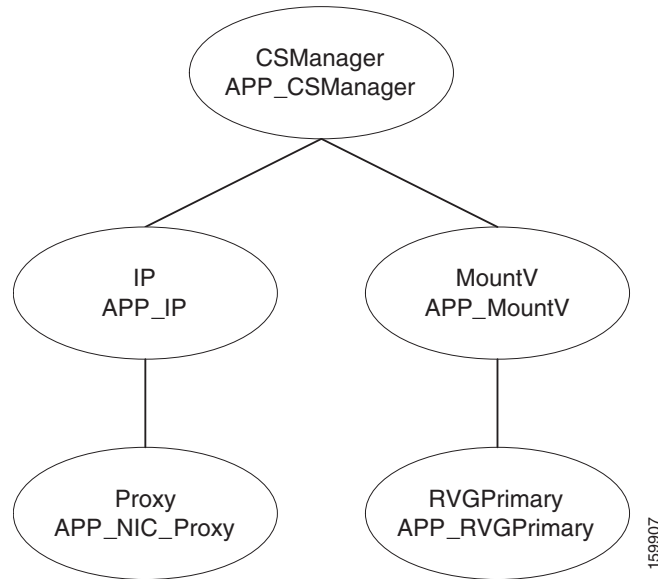 CSManager
APP_CSManager
IP
APP_IP
MountV
APP_MountV
Proxy
APP_NIC_Proxy
RVGPrimary
APP_RVGPrimary
159907